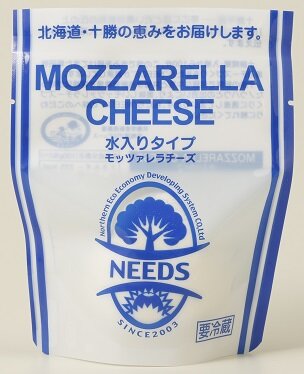 北海道・十勝の恵みをお届けします。
MOZZARELLA
CHEESE
水入りタイプ
モッツァレラチーズ
Northern Eco Economy Developing System Co.,Ltd
NEEDS
SINCE2003
要冷蔵
MOZZAREL